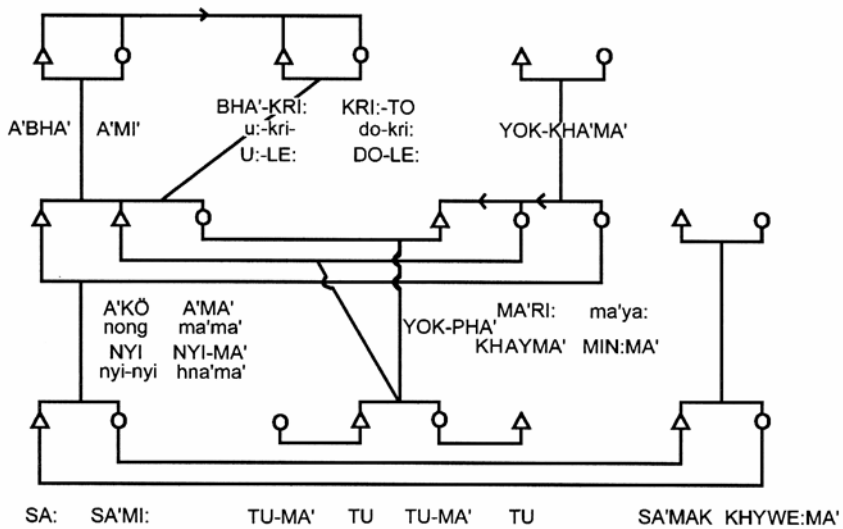 BHA'-KRI: KRI:-TO
A'BHA' A'MI' u:-kri- do-kri: YOK-KHA'MA'
U:-LE: DO-LE:
A'KÖ A'MA' MA'RI: ma'ya:
nong ma'ma' YOK-PHA'
NYI NYI-MA' KHAYMA' MIN:MA'
nyi-nyi hna'ma'
SA: SA'MI: TU-MA' TU TU-MA' TU SA'MAK KHYWE:MA'